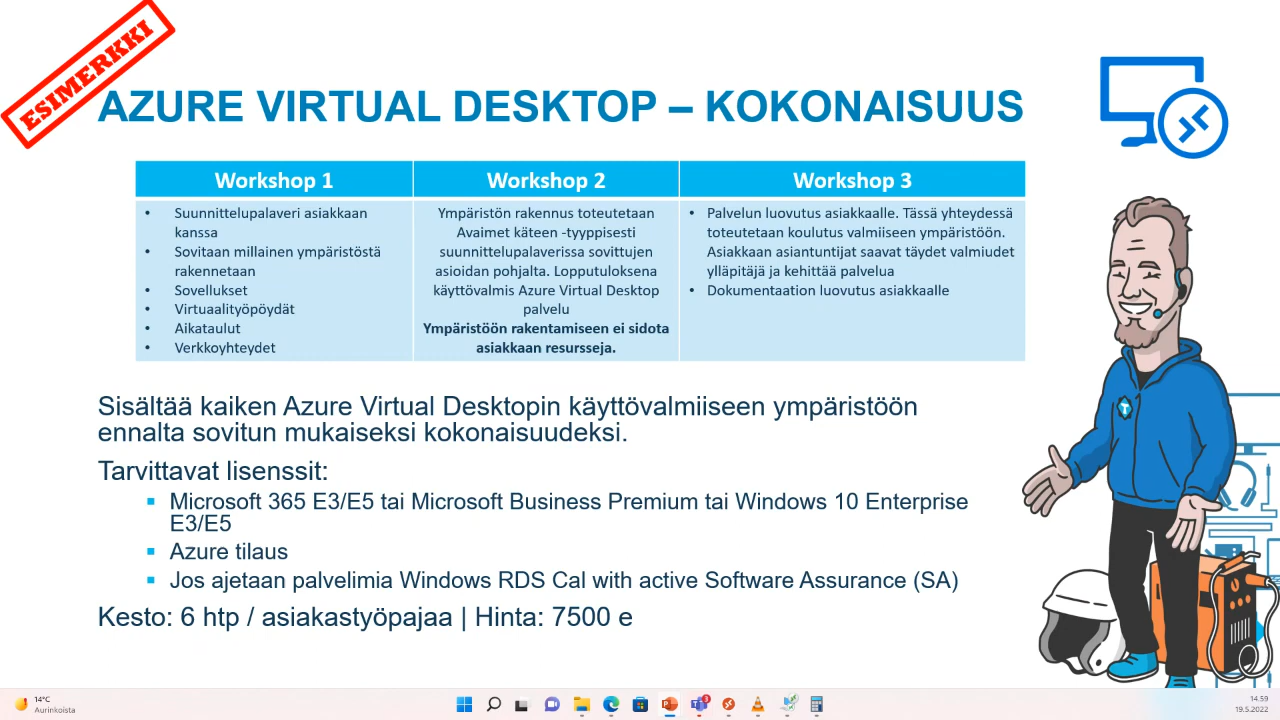 ESIMERKKI
AZURE VIRTUAL DESKTOP – KOKONAISUUS
Workshop 1
• Suunnittelupalaveri asiakkaan
kanssa
• Sovitaan millainen ympäristöstä
rakennetaan
• Sovellukset
• Virtuaalityöpöydät
• Aikataulut
• Verkkoyhteydet
Workshop 2
Ympäristön rakennus toteutetaan
Avaimet käteen -tyyppisesti
suunnittelupalaverissa sovittujen
asioidan pohjalta. Lopputuloksena
käyttövalmis Azure Virtual Desktop
palvelu
Ympäristöön rakentamiseen ei sidota
asiakkaan resursseja.
Workshop 3
• Palvelun luovutus asiakkaalle. Tässä yhteydessä
toteutetaan koulutus valmiiseen ympäristöön.
Asiakkaan asiantuntijat saavat täydet valmiudet
ylläpitäjä ja kehittää palvelua
• Dokumentaation luovutus asiakkaalle
Sisältää kaiken Azure Virtual Desktopin käyttövalmiiseen ympäristöön
ennalta sovitun mukaiseksi kokonaisuudeksi.
Tarvittavat lisenssit:
▪ Microsoft 365 E3/E5 tai Microsoft Business Premium tai Windows 10 Enterprise
E3/E5
▪ Azure tilaus
▪ Jos ajetaan palvelimia Windows RDS Cal with active Software Assurance (SA)
Kesto: 6 htp / asiakastyöpajaa | Hinta: 7500 e
T
14°C
Aurinkoista
3
14.59
19.5.2022